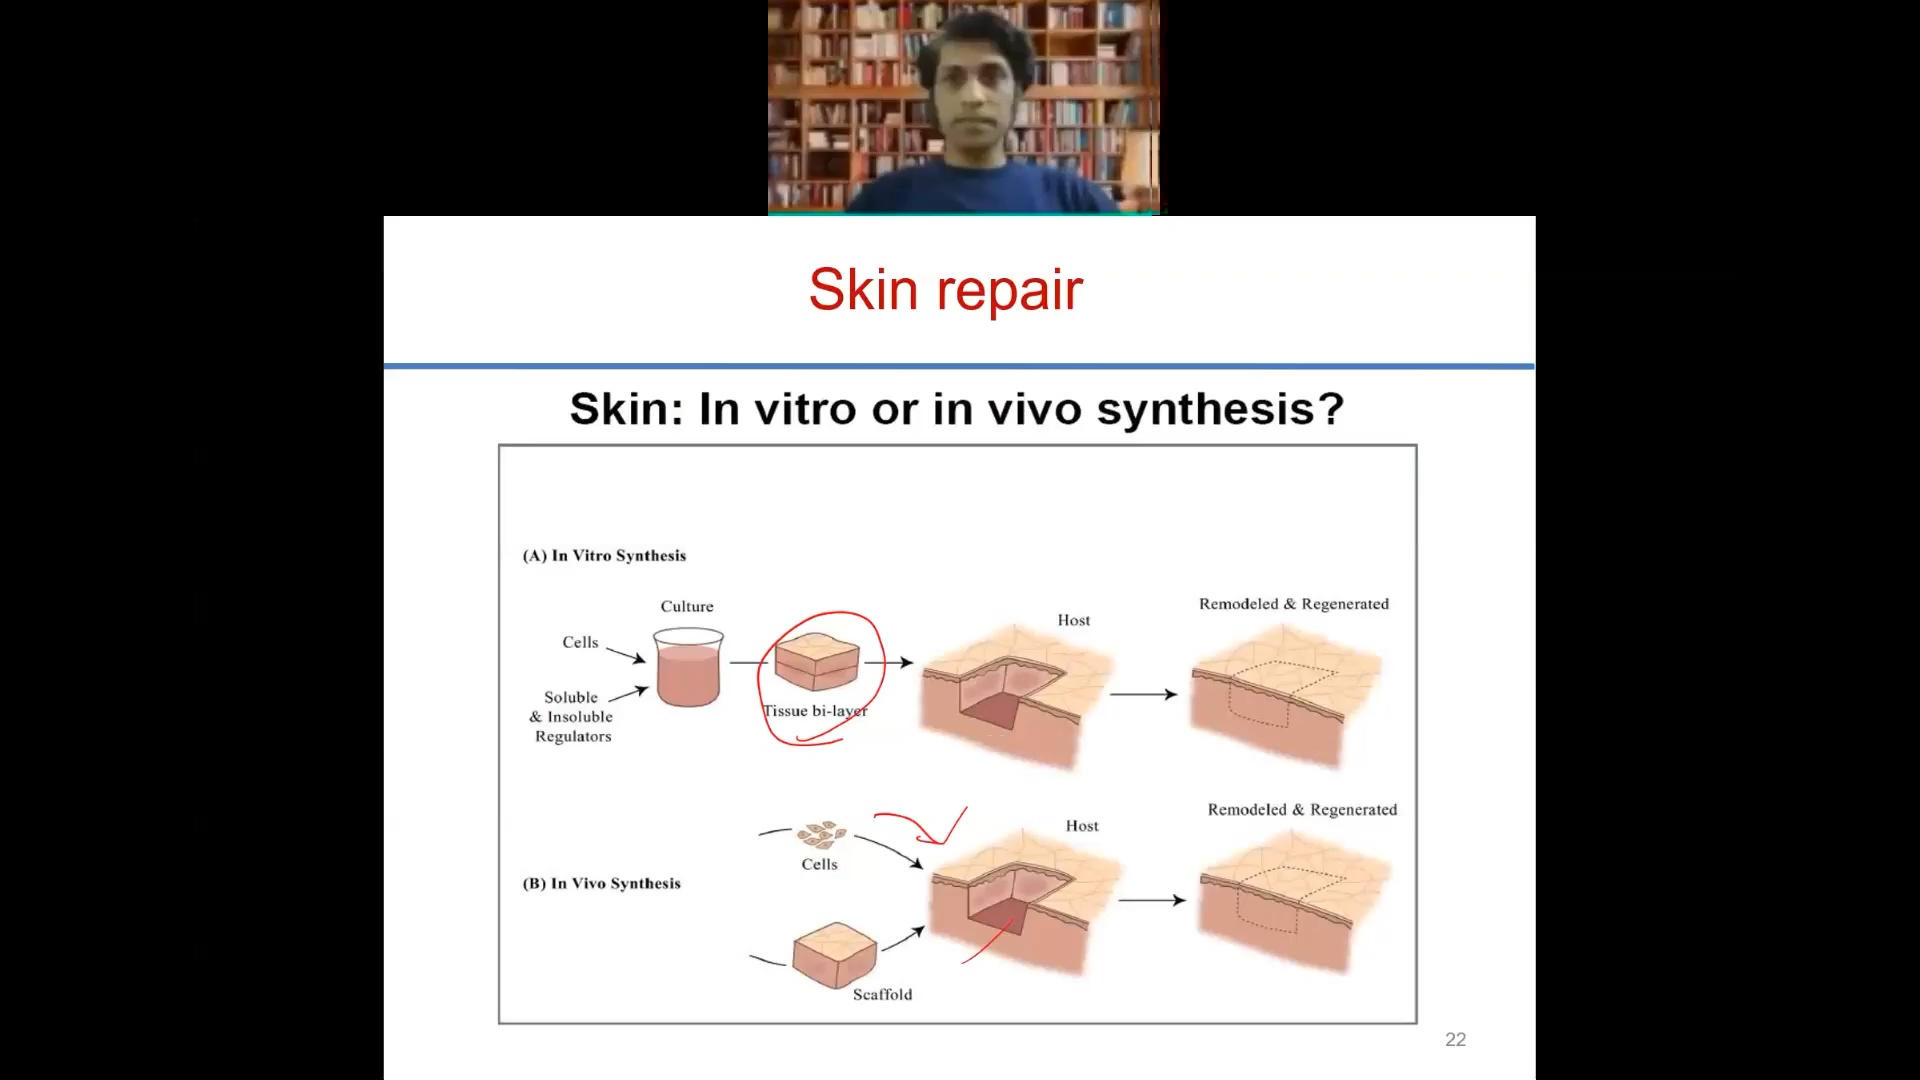 Skin repair
Skin: In vitro or in vivo synthesis?
(A) In Vitro Synthesis
Culture
Cells
Soluble
& Insoluble
Regulators
Tissue bi-layer
Host
Remodeled & Regenerated
(B) In Vivo Synthesis
Cells
Scaffold
Host
Remodeled & Regenerated
22